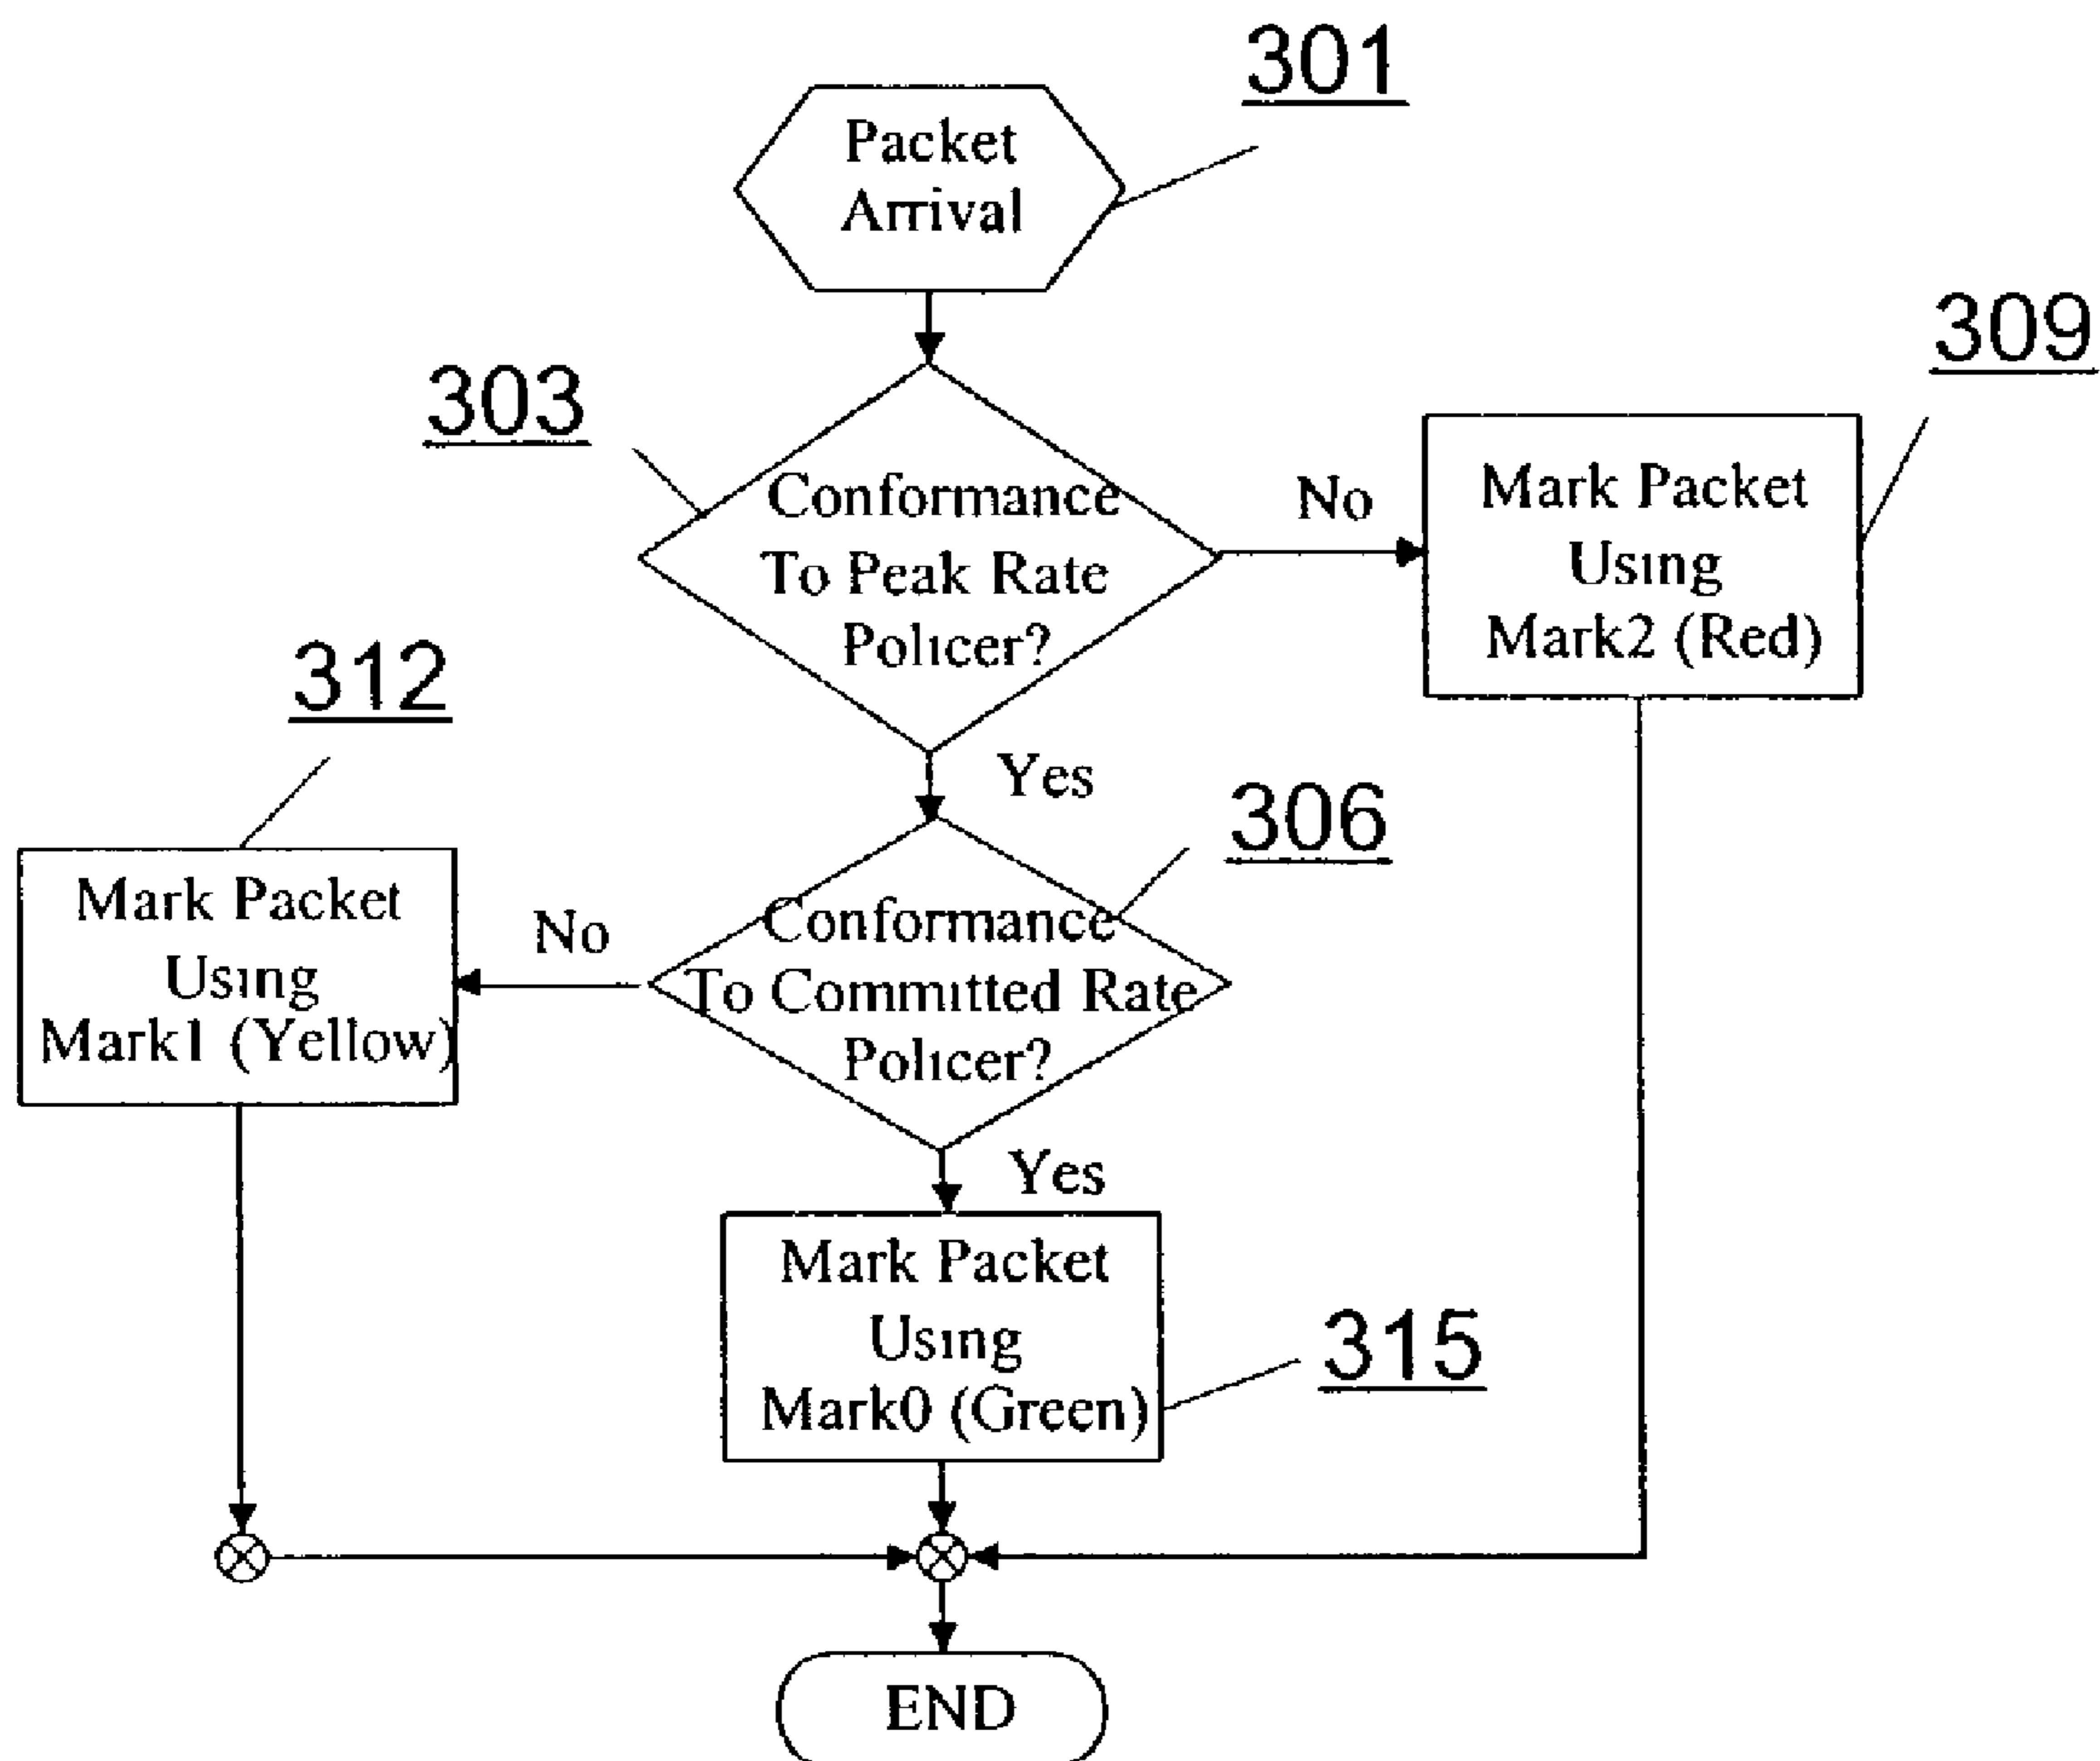 301
Packet
Arrival
303
Conformance
To Peak Rate
Policer?
No
309
Mark Packet
Using
Mark2 (Red)
Yes
312
Mark Packet
Using
Mark1 (Yellow)
No
306
Conformance
To Committed Rate
Policer?
Yes
Mark Packet
Using
Mark0 (Green)
315
END